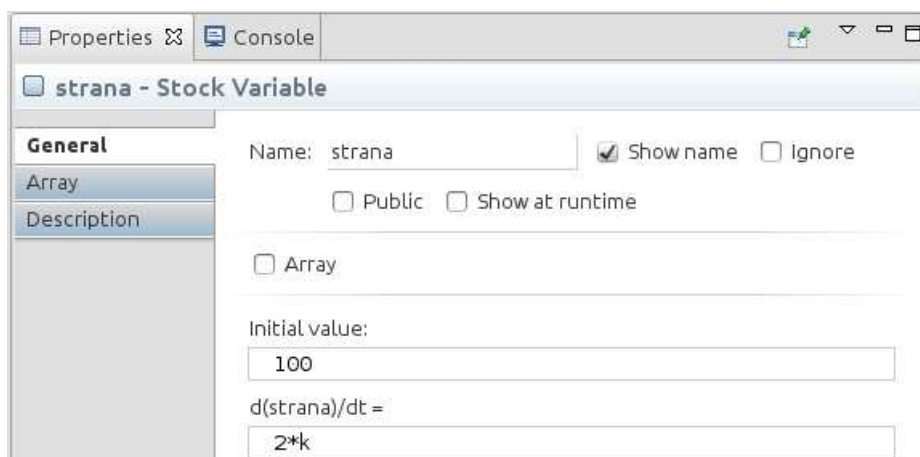 Properties Console
strana - Stock Variable
General
Array
Description
Name: strana Show name Ignore
Public Show at runtime
Array
Initial value:
100
d(strana)/dt =
2*k